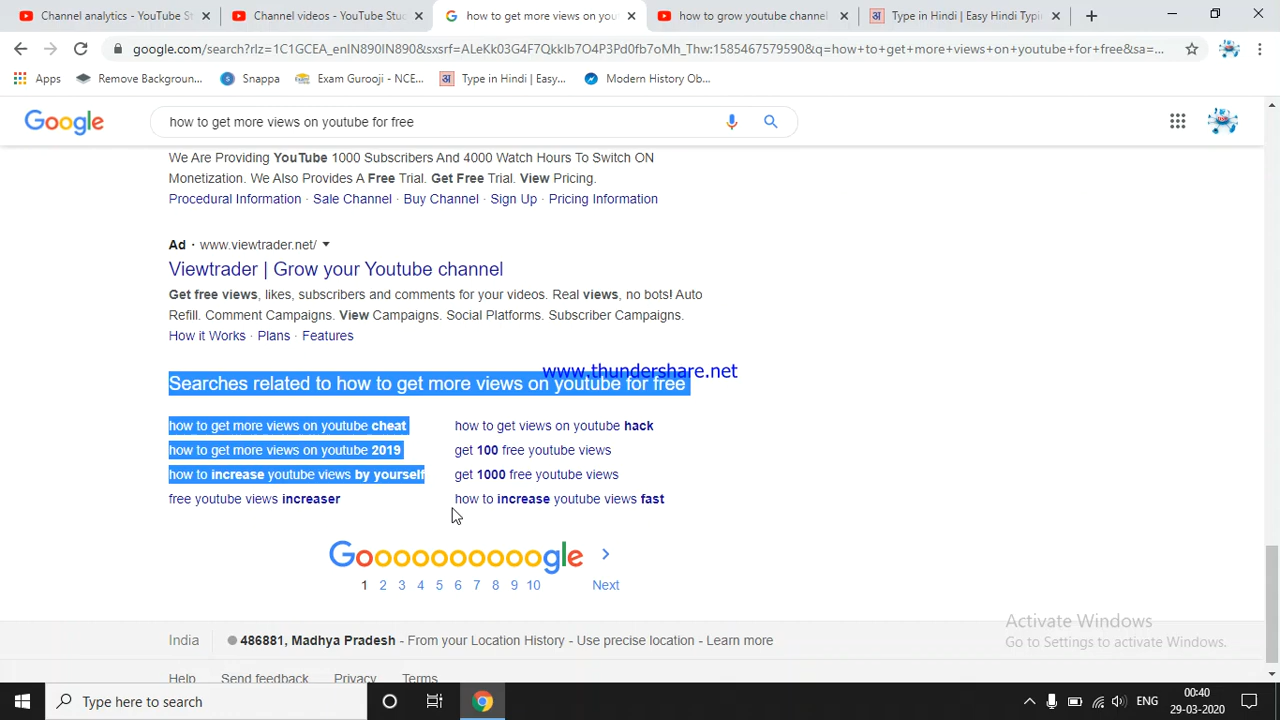 Channel analytics - YouTube St
Channel videos - YouTube Studi
how to get more views on you
how to grow youtube channel
Type in Hindi | Easy Hindi Typi
google.com/search?rlz=1C1GCEA_enIN890IN890&sxsrf=ALeKk03G4F7QkkIb7O4P3Pd0fb7oMh_Thw:1585467579590&q=how+to+get+more+views+on+youtube+for+free&sa=...
Apps
Remove Backgroun...
Snappa
Exam Gurooji - NCE...
अ Type in Hindi | Easy...
Modern History Ob...
Google
how to get more views on youtube for free
We Are Providing YouTube 1000 Subscribers And 4000 Watch Hours To Switch ON
Monetization. We Also Provides A Free Trial. Get Free Trial. View Pricing.
Procedural Information · Sale Channel · Buy Channel · Sign Up · Pricing Information
Ad · www.viewtrader.net/
Viewtrader | Grow your Youtube channel
Get free views, likes, subscribers and comments for your videos. Real views, no bots! Auto
Refill. Comment Campaigns. View Campaigns. Social Platforms. Subscriber Campaigns.
How it Works · Plans · Features
www.thundershare.net
Searches related to how to get more views on youtube for free
how to get more views on youtube cheat
how to get views on youtube hack
how to get more views on youtube 2019
get 100 free youtube views
how to increase youtube views by yourself
get 1000 free youtube views
free youtube views increaser
how to increase youtube views fast
Goooooooooogle
1 2 3 4 5 6 7 8 9 10 Next
Activate Windows
Go to Settings to activate Windows.
India
486881, Madhya Pradesh - From your Location History - Use precise location - Learn more
Help Send feedback Privacy Terms
Type here to search
ENG
00:40
29-03-2020